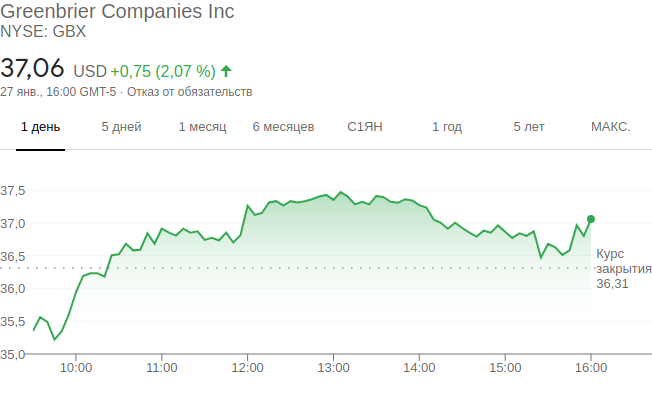 Greenbrier Companies Inc
NYSE: GBX
37,06 USD +0,75 (2,07 %)
27 янв., 16:00 GMT-5 · Отказ от обязательств
1 день 5 дней 1 месяц 6 месяцев С1ЯН 1 год 5 лет МАКС.
37,5
37,0
36,5
Курс
закрытия
36,31
36,0
35,5
35,0
10:00 11:00 12:00 13:00 14:00 15:00 16:00